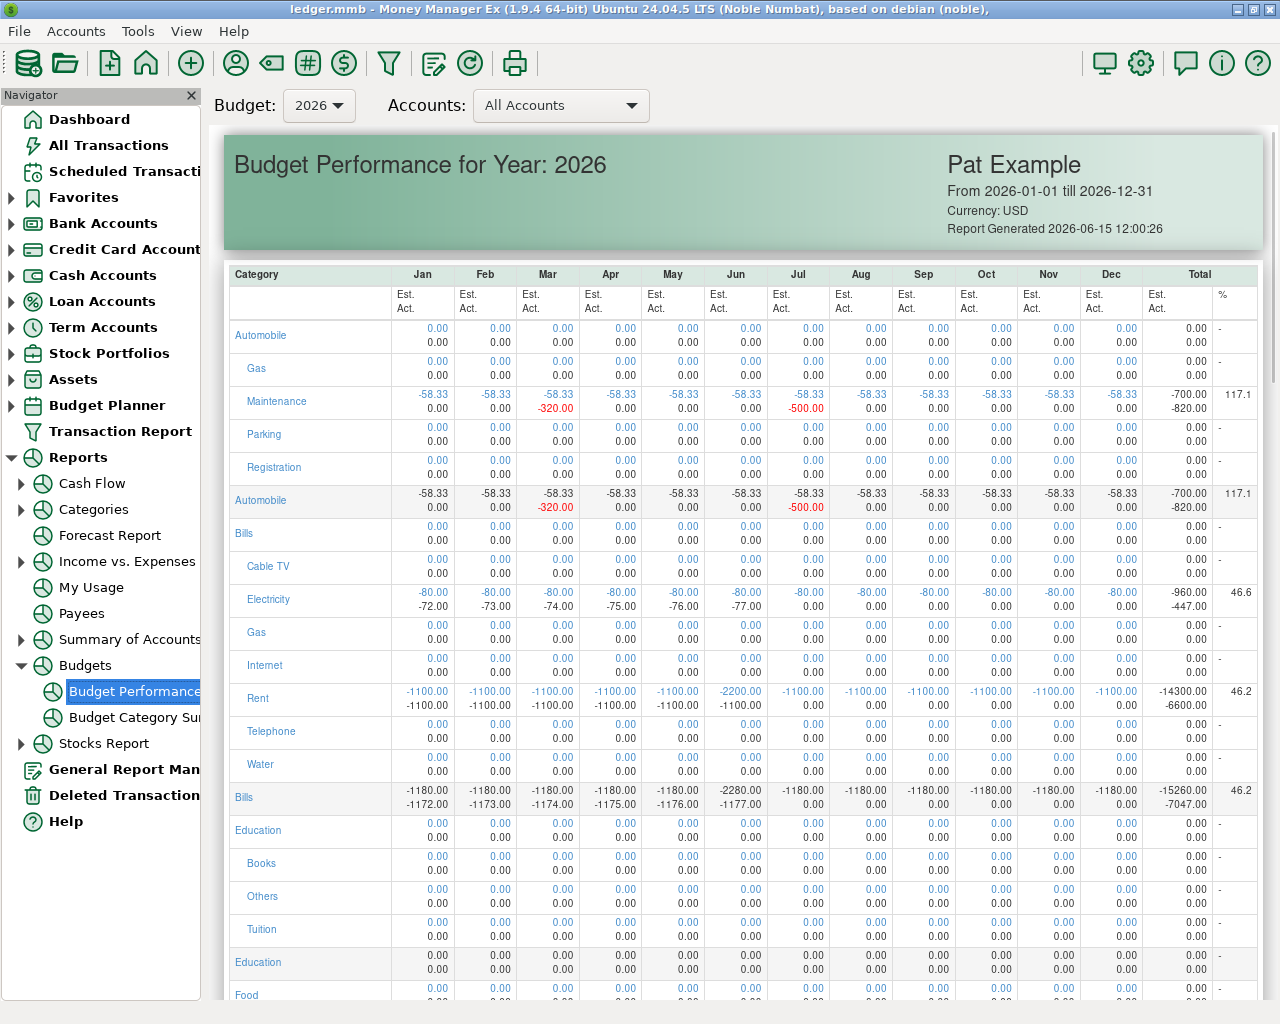 ledger.mmb - Money Manager Ex (1.9.4 64-bit) Ubuntu 24.04.5 LTS (Noble Numbat), based on debian (noble),
File Accounts Tools View Help
Navigator
Dashboard
All Transactions
Scheduled Transacti
Favorites
Bank Accounts
Credit Card Account
Cash Accounts
Loan Accounts
Term Accounts
Stock Portfolios
Assets
Budget Planner
Transaction Report
Reports
Cash Flow
Categories
Forecast Report
Income vs. Expenses
My Usage
Payees
Summary of Accounts
Budgets
Budget Performance
Budget Category Su
Stocks Report
General Report Man
Deleted Transaction
Help
Budget: 2026 Accounts: All Accounts
Budget Performance for Year: 2026
Pat Example
From 2026-01-01 till 2026-12-31
Currency: USD
Report Generated 2026-06-15 12:00:26
Category Jan Feb Mar Apr May Jun Jul Aug Sep Oct Nov Dec Total
Est. Est. Est. Est. Est. Est. Est. Est. Est. Est. Est. Est. Est. %
Act. Act. Act. Act. Act. Act. Act. Act. Act. Act. Act. Act. Act.
Automobile 0.00 0.00 0.00 0.00 0.00 0.00 0.00 0.00 0.00 0.00 0.00 0.00 0.00 -
0.00 0.00 0.00 0.00 0.00 0.00 0.00 0.00 0.00 0.00 0.00 0.00 0.00
Gas 0.00 0.00 0.00 0.00 0.00 0.00 0.00 0.00 0.00 0.00 0.00 0.00 0.00 -
0.00 0.00 0.00 0.00 0.00 0.00 0.00 0.00 0.00 0.00 0.00 0.00 0.00
Maintenance -58.33 -58.33 -58.33 -58.33 -58.33 -58.33 -58.33 -58.33 -58.33 -58.33 -58.33 -58.33 -700.00 117.1
0.00 0.00 -320.00 0.00 0.00 0.00 -500.00 0.00 0.00 0.00 0.00 0.00 -820.00
Parking 0.00 0.00 0.00 0.00 0.00 0.00 0.00 0.00 0.00 0.00 0.00 0.00 0.00 -
0.00 0.00 0.00 0.00 0.00 0.00 0.00 0.00 0.00 0.00 0.00 0.00 0.00
Registration 0.00 0.00 0.00 0.00 0.00 0.00 0.00 0.00 0.00 0.00 0.00 0.00 0.00 -
0.00 0.00 0.00 0.00 0.00 0.00 0.00 0.00 0.00 0.00 0.00 0.00 0.00
Automobile -58.33 -58.33 -58.33 -58.33 -58.33 -58.33 -58.33 -58.33 -58.33 -58.33 -58.33 -58.33 -700.00 117.1
0.00 0.00 -320.00 0.00 0.00 0.00 -500.00 0.00 0.00 0.00 0.00 0.00 -820.00
Bills 0.00 0.00 0.00 0.00 0.00 0.00 0.00 0.00 0.00 0.00 0.00 0.00 0.00 -
0.00 0.00 0.00 0.00 0.00 0.00 0.00 0.00 0.00 0.00 0.00 0.00 0.00
Cable TV 0.00 0.00 0.00 0.00 0.00 0.00 0.00 0.00 0.00 0.00 0.00 0.00 0.00 -
0.00 0.00 0.00 0.00 0.00 0.00 0.00 0.00 0.00 0.00 0.00 0.00 0.00
Electricity -80.00 -80.00 -80.00 -80.00 -80.00 -80.00 -80.00 -80.00 -80.00 -80.00 -80.00 -80.00 -960.00 46.6
-72.00 -73.00 -74.00 -75.00 -76.00 -77.00 0.00 0.00 0.00 0.00 0.00 0.00 -447.00
Gas 0.00 0.00 0.00 0.00 0.00 0.00 0.00 0.00 0.00 0.00 0.00 0.00 0.00 -
0.00 0.00 0.00 0.00 0.00 0.00 0.00 0.00 0.00 0.00 0.00 0.00 0.00
Internet 0.00 0.00 0.00 0.00 0.00 0.00 0.00 0.00 0.00 0.00 0.00 0.00 0.00 -
0.00 0.00 0.00 0.00 0.00 0.00 0.00 0.00 0.00 0.00 0.00 0.00 0.00
Rent -1100.00 -1100.00 -1100.00 -1100.00 -1100.00 -2200.00 -1100.00 -1100.00 -1100.00 -1100.00 -1100.00 -1100.00 -14300.00 46.2
-1100.00 -1100.00 -1100.00 -1100.00 -1100.00 -1100.00 0.00 0.00 0.00 0.00 0.00 0.00 -6600.00
Telephone 0.00 0.00 0.00 0.00 0.00 0.00 0.00 0.00 0.00 0.00 0.00 0.00 0.00 -
0.00 0.00 0.00 0.00 0.00 0.00 0.00 0.00 0.00 0.00 0.00 0.00 0.00
Water 0.00 0.00 0.00 0.00 0.00 0.00 0.00 0.00 0.00 0.00 0.00 0.00 0.00 -
0.00 0.00 0.00 0.00 0.00 0.00 0.00 0.00 0.00 0.00 0.00 0.00 0.00
Bills -1180.00 -1180.00 -1180.00 -1180.00 -1180.00 -2280.00 -1180.00 -1180.00 -1180.00 -1180.00 -1180.00 -1180.00 -15260.00 46.2
-1172.00 -1173.00 -1174.00 -1175.00 -1176.00 -1177.00 0.00 0.00 0.00 0.00 0.00 0.00 -7047.00
Education 0.00 0.00 0.00 0.00 0.00 0.00 0.00 0.00 0.00 0.00 0.00 0.00 0.00 -
0.00 0.00 0.00 0.00 0.00 0.00 0.00 0.00 0.00 0.00 0.00 0.00 0.00
Books 0.00 0.00 0.00 0.00 0.00 0.00 0.00 0.00 0.00 0.00 0.00 0.00 0.00 -
0.00 0.00 0.00 0.00 0.00 0.00 0.00 0.00 0.00 0.00 0.00 0.00 0.00
Others 0.00 0.00 0.00 0.00 0.00 0.00 0.00 0.00 0.00 0.00 0.00 0.00 0.00 -
0.00 0.00 0.00 0.00 0.00 0.00 0.00 0.00 0.00 0.00 0.00 0.00 0.00
Tuition 0.00 0.00 0.00 0.00 0.00 0.00 0.00 0.00 0.00 0.00 0.00 0.00 0.00 -
0.00 0.00 0.00 0.00 0.00 0.00 0.00 0.00 0.00 0.00 0.00 0.00 0.00
Education 0.00 0.00 0.00 0.00 0.00 0.00 0.00 0.00 0.00 0.00 0.00 0.00 0.00 -
0.00 0.00 0.00 0.00 0.00 0.00 0.00 0.00 0.00 0.00 0.00 0.00 0.00
Food 0.00 0.00 0.00 0.00 0.00 0.00 0.00 0.00 0.00 0.00 0.00 0.00 0.00 -